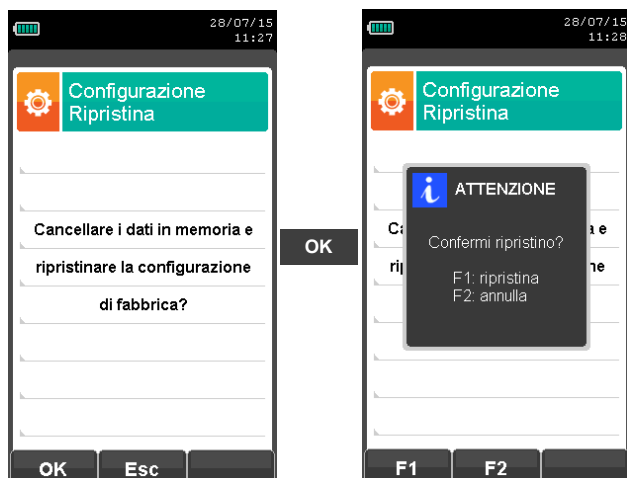 28/07/15
11:27
Configurazione
Ripristina
Cancellare i dati in memoria e
ripristinare la configurazione
di fabbrica?
OK Esc
OK
28/07/15
11:28
Configurazione
Ripristina
ATTENZIONE
Confermi ripristino?
F1: ripristina
F2: annulla
F1 F2